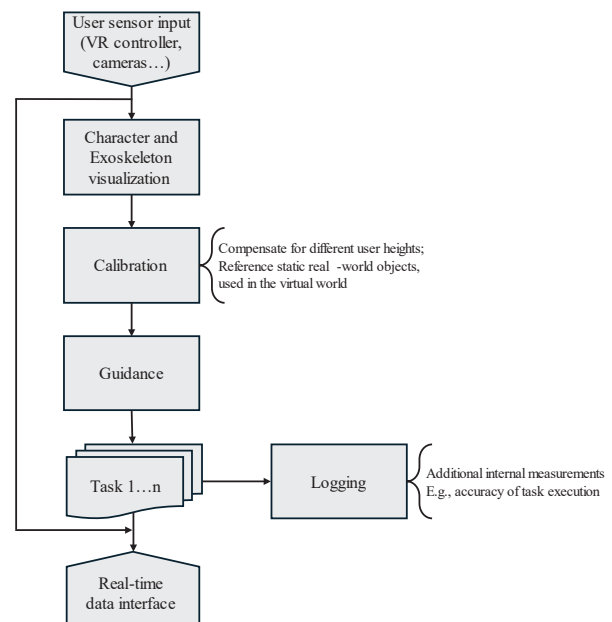 User sensor input
(VR controller,
cameras…)
Character and
Exoskeleton
visualization
Calibration
Compensate for different user heights;
Reference static real -world objects,
used in the virtual world
Guidance
Task 1…n
Logging
Additional internal measurements
E.g., accuracy of task execution
Real-time
data interface